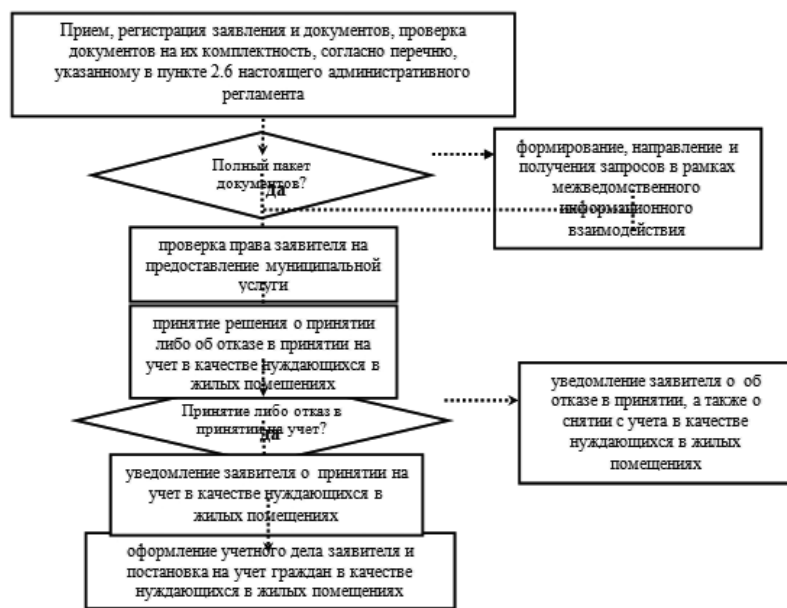 Прием, регистрация заявления и документов, проверка
документов на их комплектность, согласно перечню,
указанному в пункте 2.6 настоящего административного
регламента
Полный пакет
документов?
да
формирование, направление и
получения запросов в рамках
межведомственного
информационного
взаимодействия
проверка права заявителя на
предоставление муниципальной
услуги
принятие решения о принятии
либо об отказе в принятии на
учет в качестве нуждающихся в
жилых помещениях
Принятие либо отказ в
принятии на учет?
да
уведомление заявителя о об
отказе в принятии, а также о
снятии с учета в качестве
нуждающихся в жилых
помещениях
уведомление заявителя о принятии на
учет в качестве нуждающихся в
жилых помещениях
оформление учетного дела заявителя и
постановка на учет граждан в качестве
нуждающихся в жилых помещениях